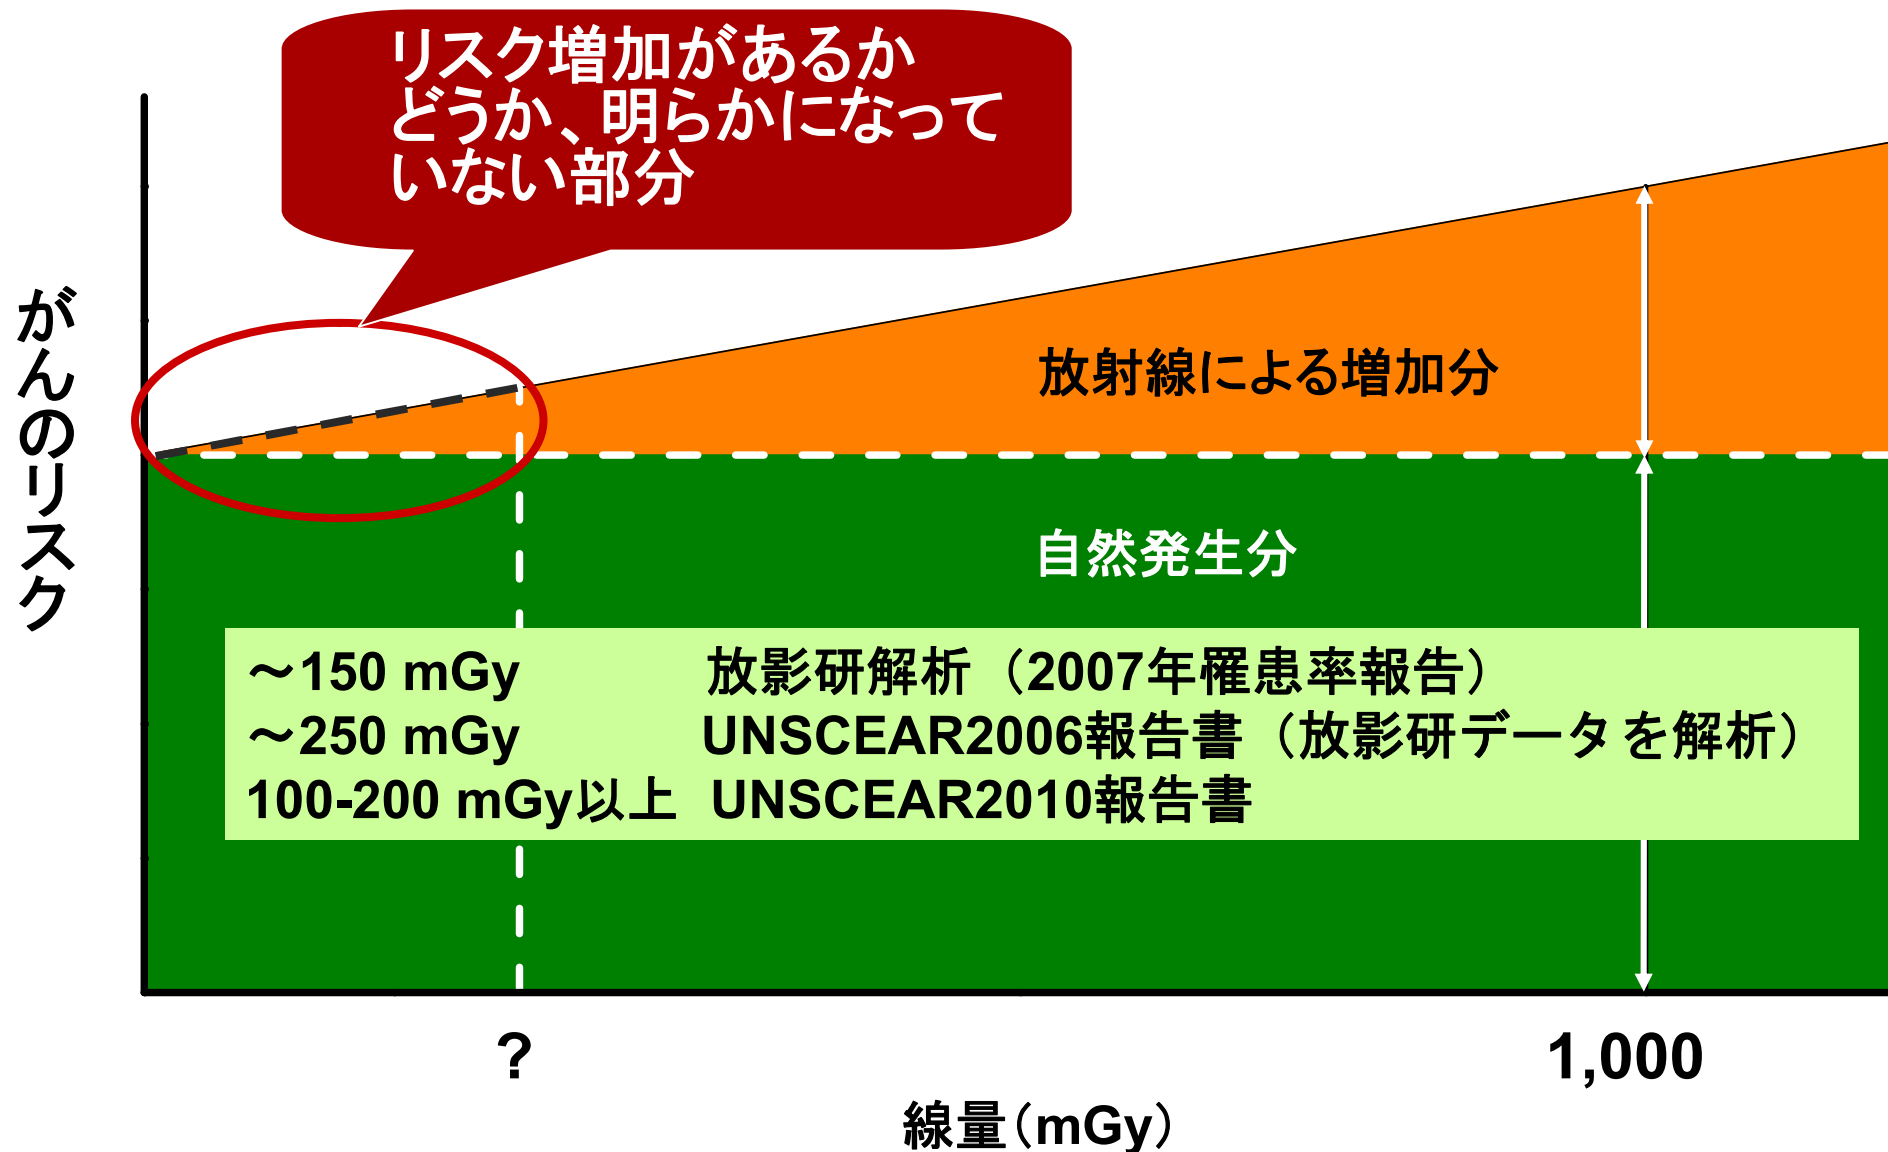 リスク増加があるか
どうか、明らかになって
いない部分
がんのリスク
放射線による増加分
自然発生分
～150 mGy 放影研解析（2007年罹患率報告）
～250 mGy UNSCEAR2006報告書（放影研データを解析）
100-200 mGy以上 UNSCEAR2010報告書
? 1,000
線量（mGy）